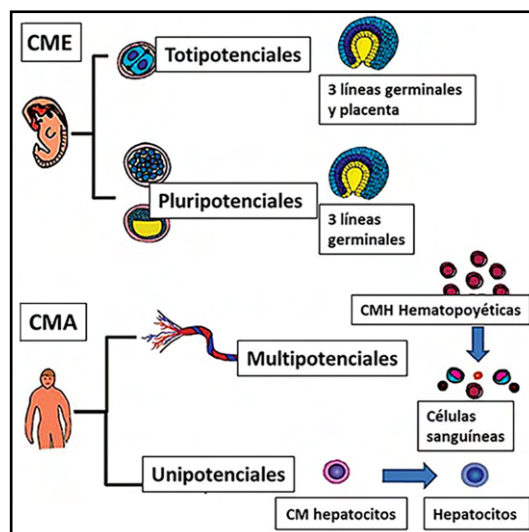 CME
Totipotenciales
3 líneas germinales
y placenta
Pluripotenciales
3 líneas
germinales
CMA
CMH Hematopoyéticas
Multipotenciales
Células
sanguíneas
Unipotenciales
CM hepatocitos
Hepatocitos